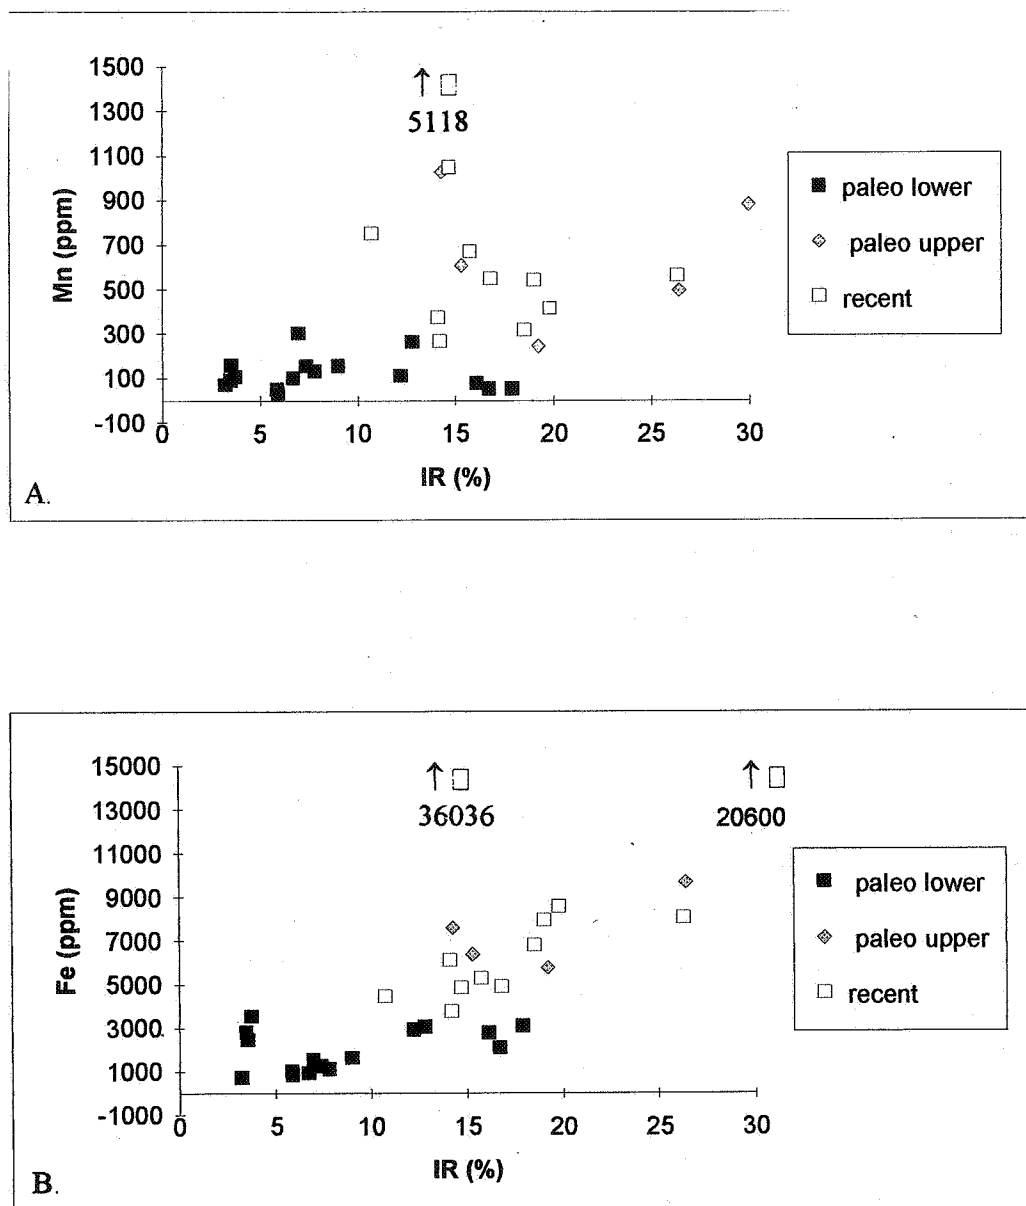 1500
1300
1100
900
700
500
300
100
-100
Mn (ppm)
↑
5118
0 5 10 15 20 25 30
IR (%)
A.
paleo lower
paleo upper
recent
15000
13000
11000
9000
7000
5000
3000
1000
-1000
Fe (ppm)
↑ ↑
36036 20600
0 5 10 15 20 25 30
IR (%)
B.
paleo lower
paleo upper
recent